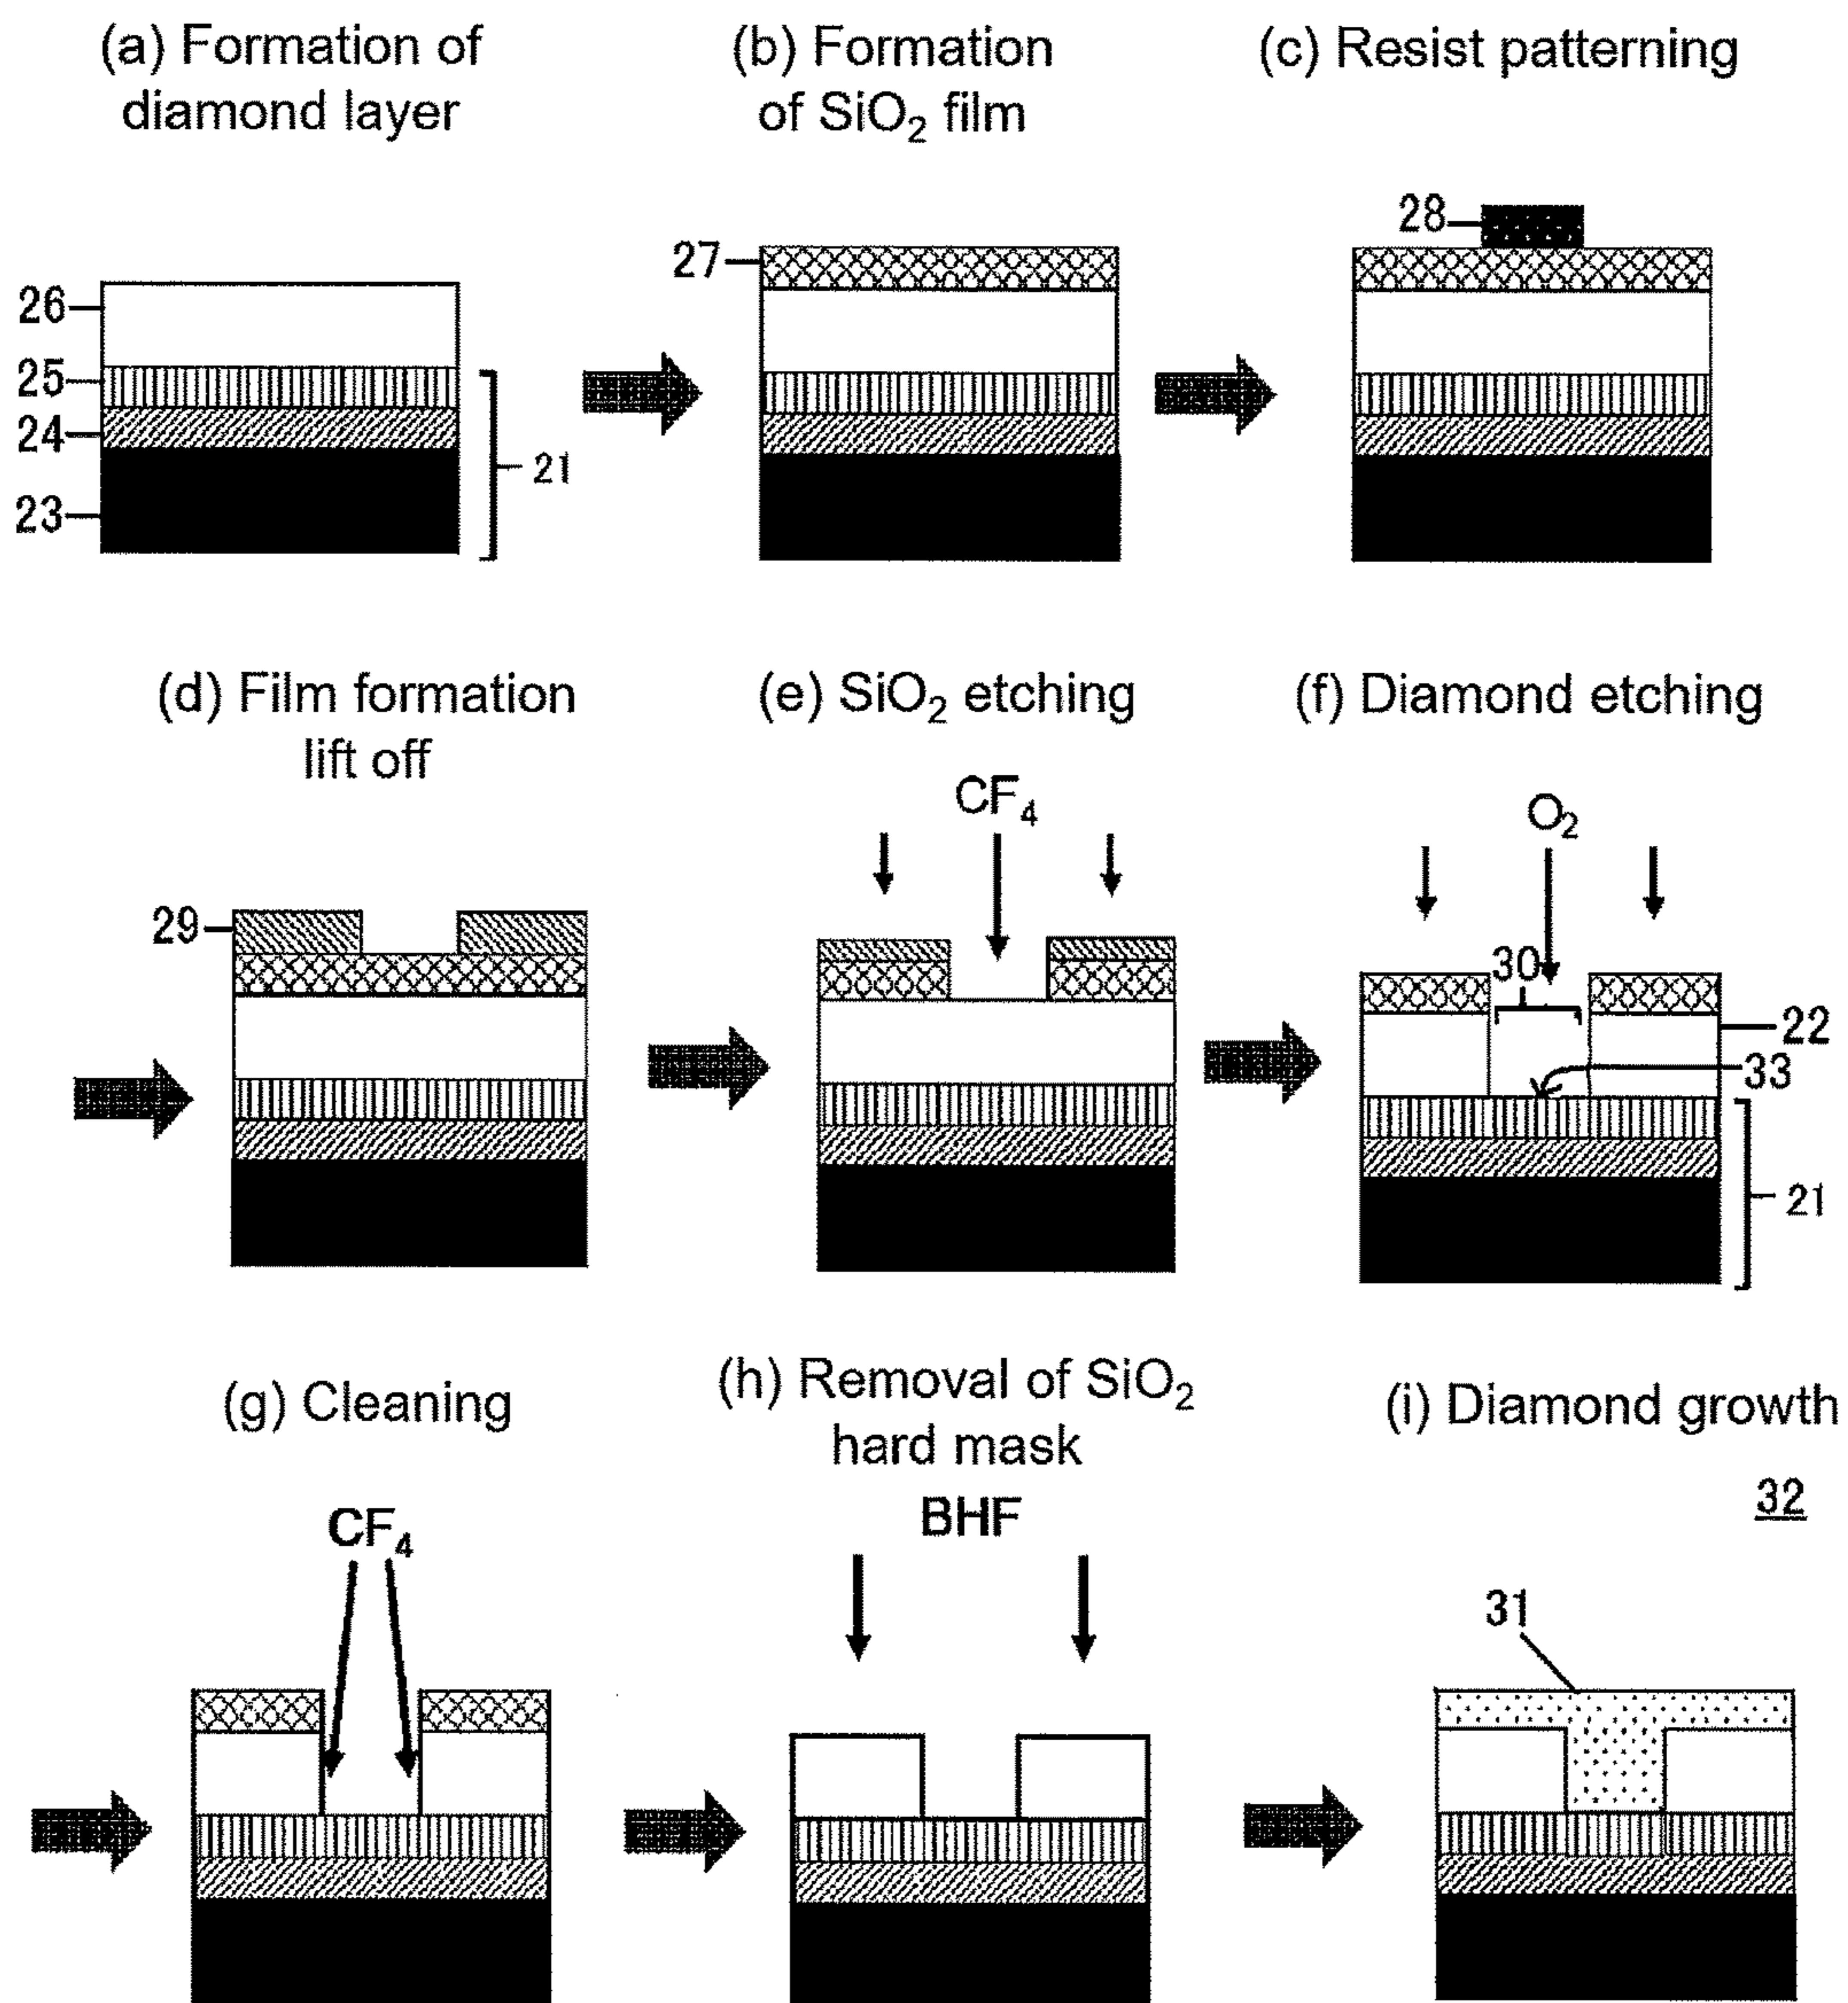 (a) Formation of
diamond layer
(b) Formation
of SiO₂ film
(c) Resist patterning
26
25
24
23
21
27
28
(d) Film formation
lift off
(e) SiO₂ etching
(f) Diamond etching
CF₄
O₂
29
30
22
33
21
(g) Cleaning
(h) Removal of SiO₂
hard mask
(i) Diamond growth
CF₄
BHF
32
31